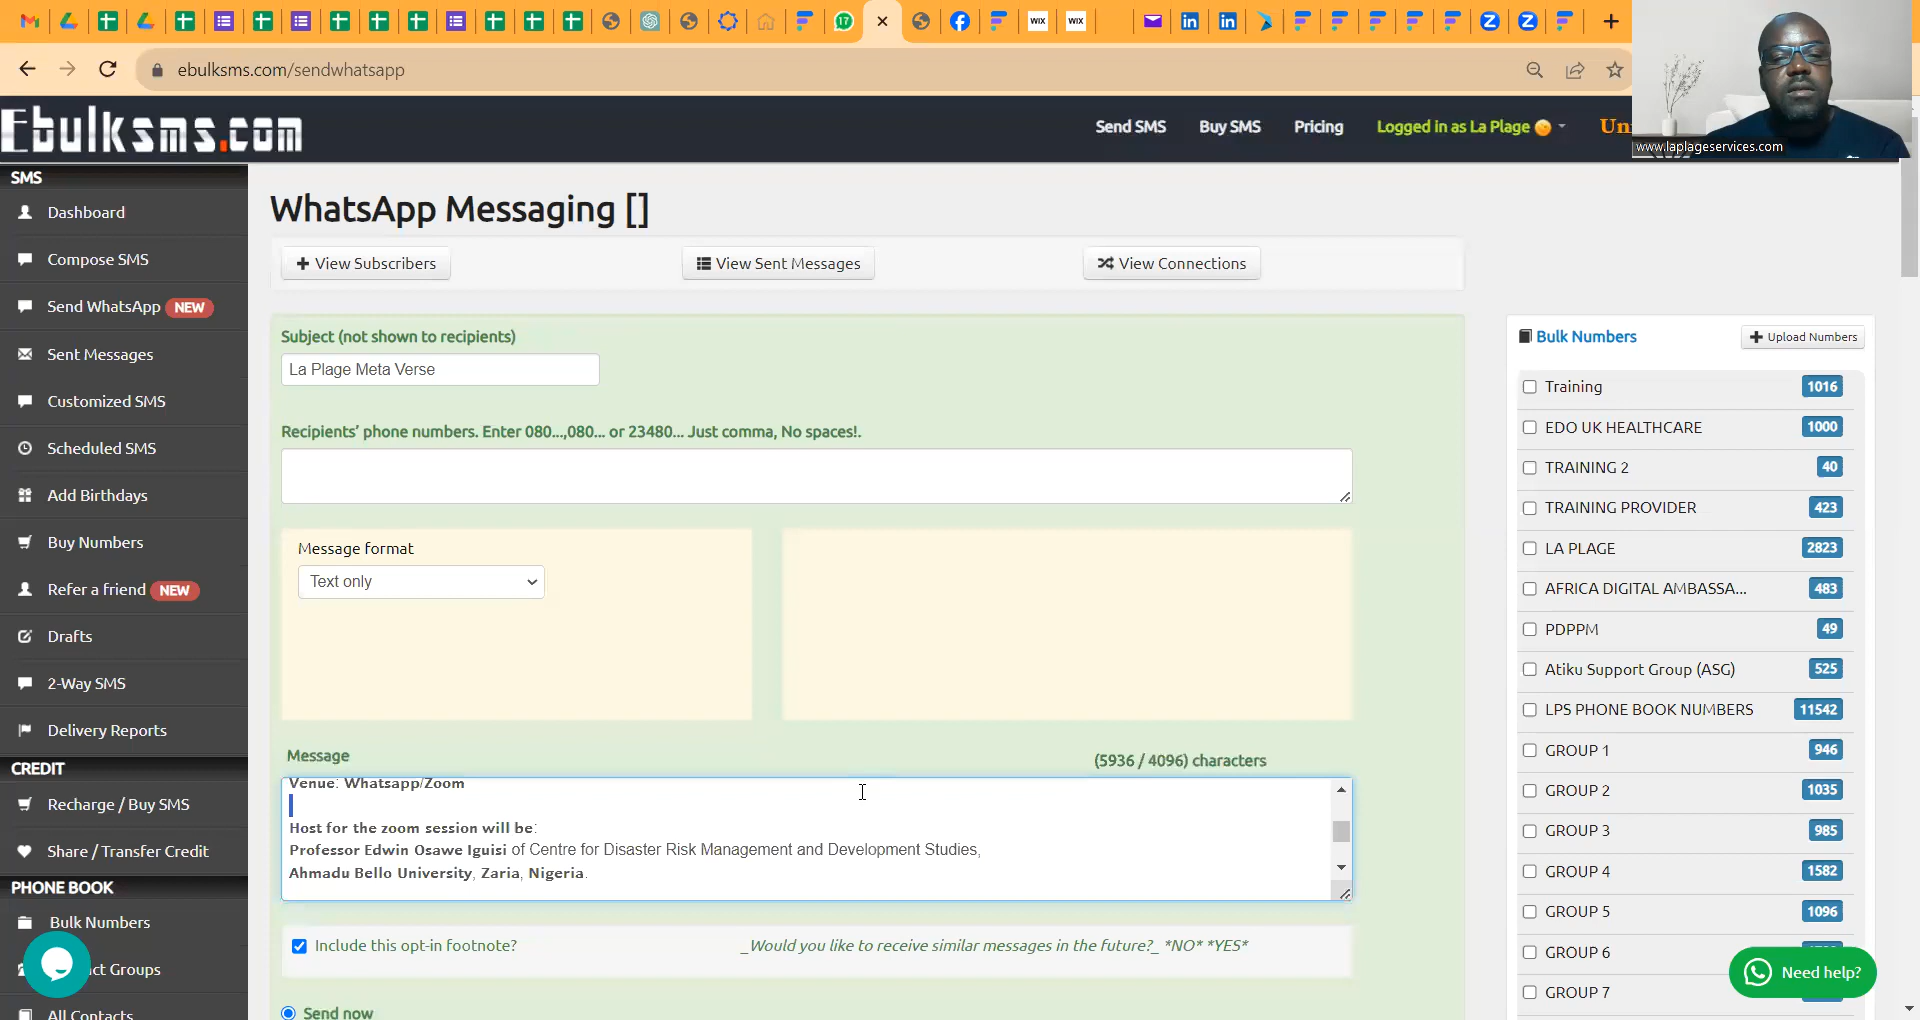 17
WIX
WIX
ebulksms.com/sendwhatsapp
Ebulksms.com
Send SMS
Buy SMS
Pricing
Logged in as La Plage
www.laplageservices.com
SMS
Dashboard
Compose SMS
Send WhatsApp NEW
Sent Messages
Customized SMS
Scheduled SMS
Add Birthdays
Buy Numbers
Refer a friend NEW
Drafts
2-Way SMS
Delivery Reports
CREDIT
Recharge / Buy SMS
Share / Transfer Credit
PHONE BOOK
Bulk Numbers
ct Groups
All Contacts
WhatsApp Messaging []
View Subscribers
View Sent Messages
View Connections
Subject (not shown to recipients)
La Plage Meta Verse
Recipients' phone numbers. Enter 080...,080... or 23480... Just comma, No spaces!.
Message format
Text only
Message
(5936 / 4096) characters
Venue: Whatsapp/Zoom
Host for the zoom session will be:
Professor Edwin Osawe Iguisi of Centre for Disaster Risk Management and Development Studies,
Ahmadu Bello University, Zaria, Nigeria.
Include this opt-in footnote?
_Would you like to receive similar messages in the future?_ *NO* *YES*
Send now
Bulk Numbers
Upload Numbers
Training 1016
EDO UK HEALTHCARE 1000
TRAINING 2 40
TRAINING PROVIDER 423
LA PLAGE 2823
AFRICA DIGITAL AMBASSA... 483
PDPPM 49
Atiku Support Group (ASG) 525
LPS PHONE BOOK NUMBERS 11542
GROUP 1 946
GROUP 2 1035
GROUP 3 985
GROUP 4 1582
GROUP 5 1096
GROUP 6
GROUP 7
Need help?